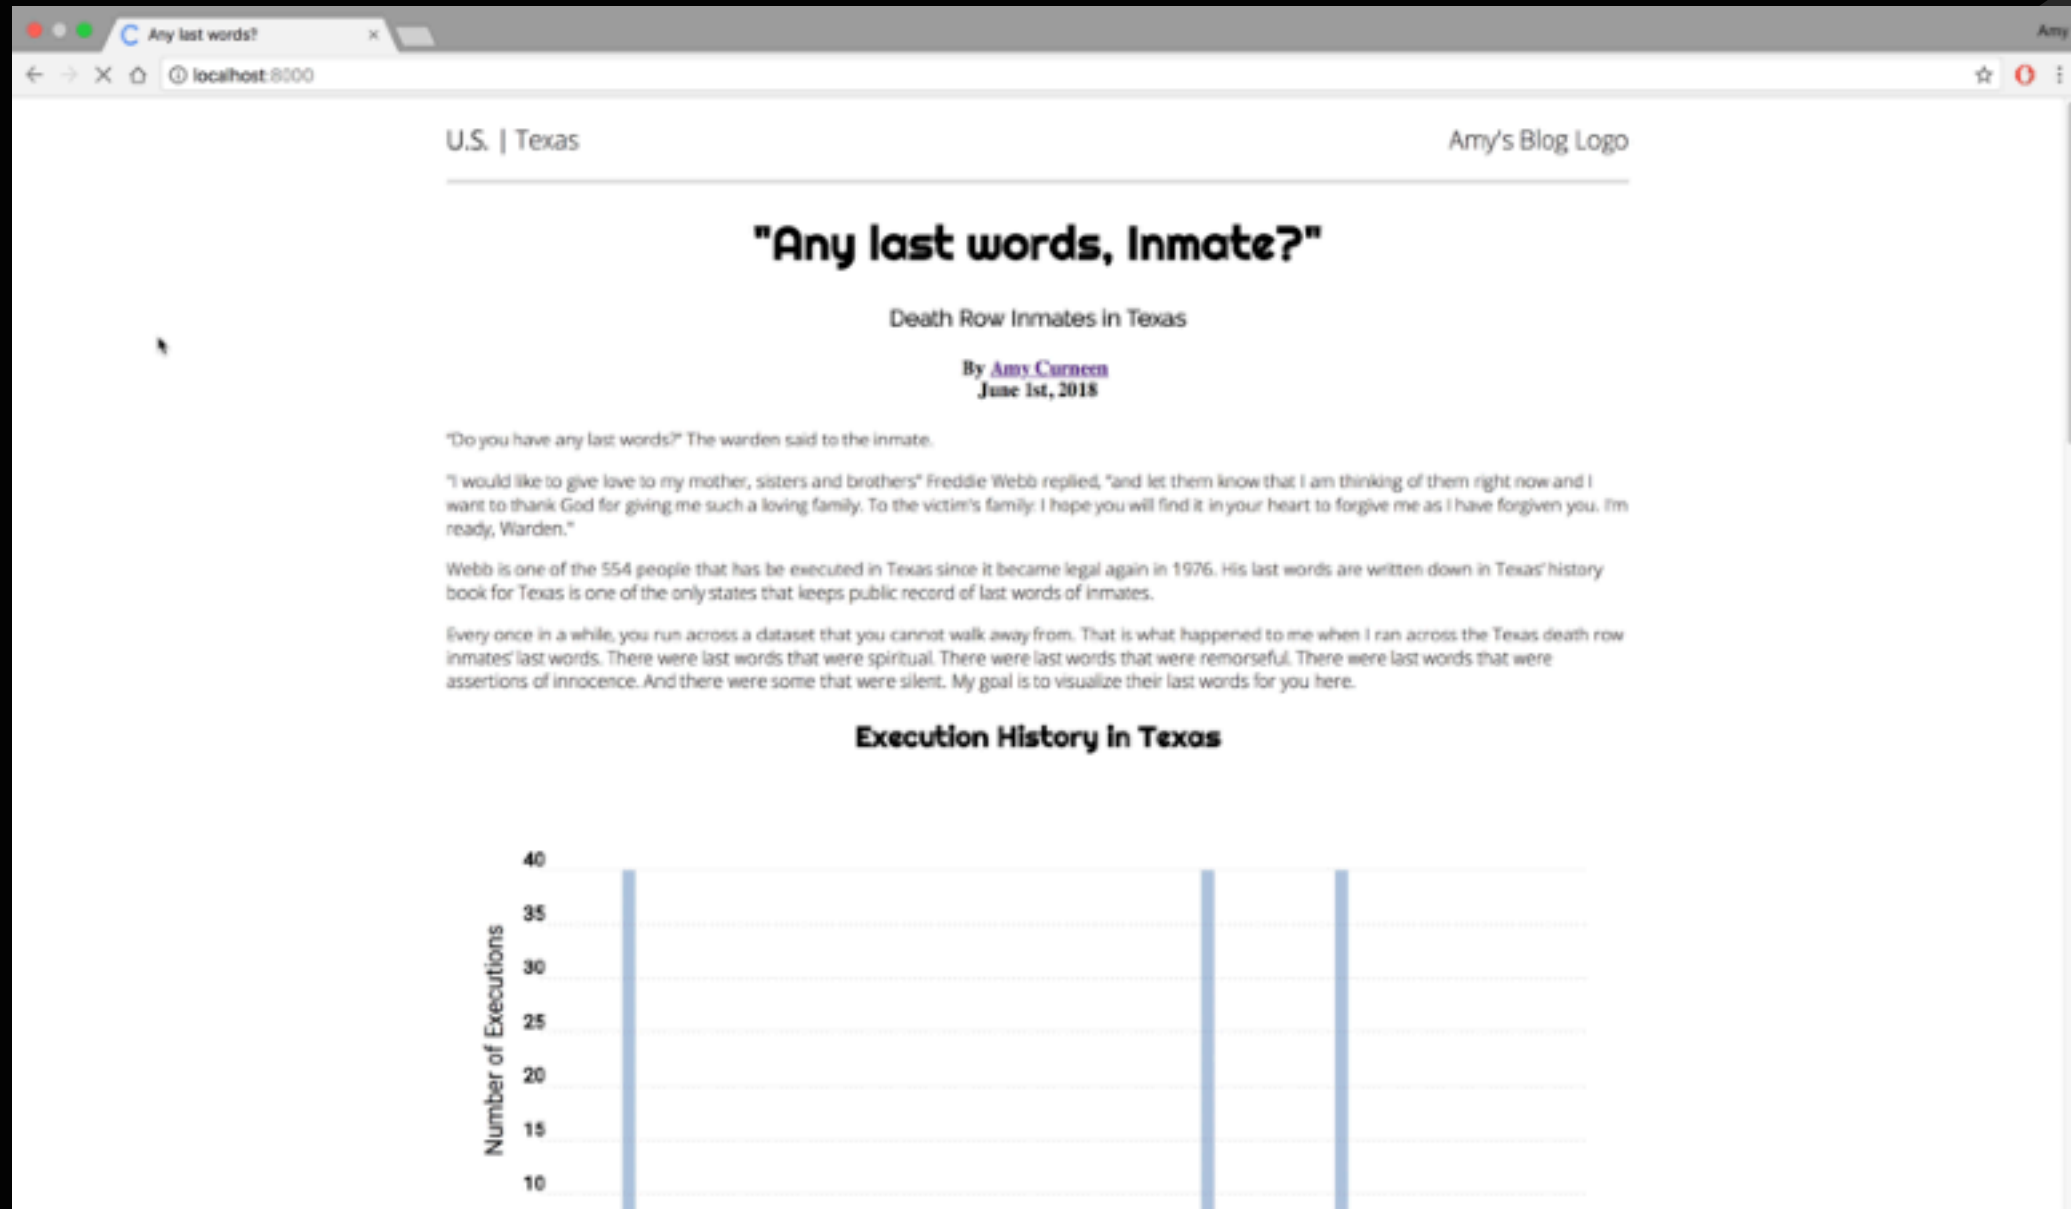 Any last words?
Amy
localhost:8000
U.S. | Texas
Amy's Blog Logo
"Any last words, Inmate?"
Death Row Inmates in Texas
By Amy Curneen
June 1st, 2018
"Do you have any last words?" The warden said to the inmate.
"I would like to give love to my mother, sisters and brothers" Freddie Webb replied, "and let them know that I am thinking of them right now and I
want to thank God for giving me such a loving family. To the victim's family: I hope you will find it in your heart to forgive me as I have forgiven you. I'm
ready, Warden."
Webb is one of the 554 people that has be executed in Texas since it became legal again in 1976. His last words are written down in Texas' history
book for Texas is one of the only states that keeps public record of last words of inmates.
Every once in a while, you run across a dataset that you cannot walk away from. That is what happened to me when I ran across the Texas death row
inmates' last words. There were last words that were spiritual. There were last words that were remorseful. There were last words that were
assertions of innocence. And there were some that were silent. My goal is to visualize their last words for you here.
Execution History in Texas
Number of Executions
40
35
30
25
20
15
10